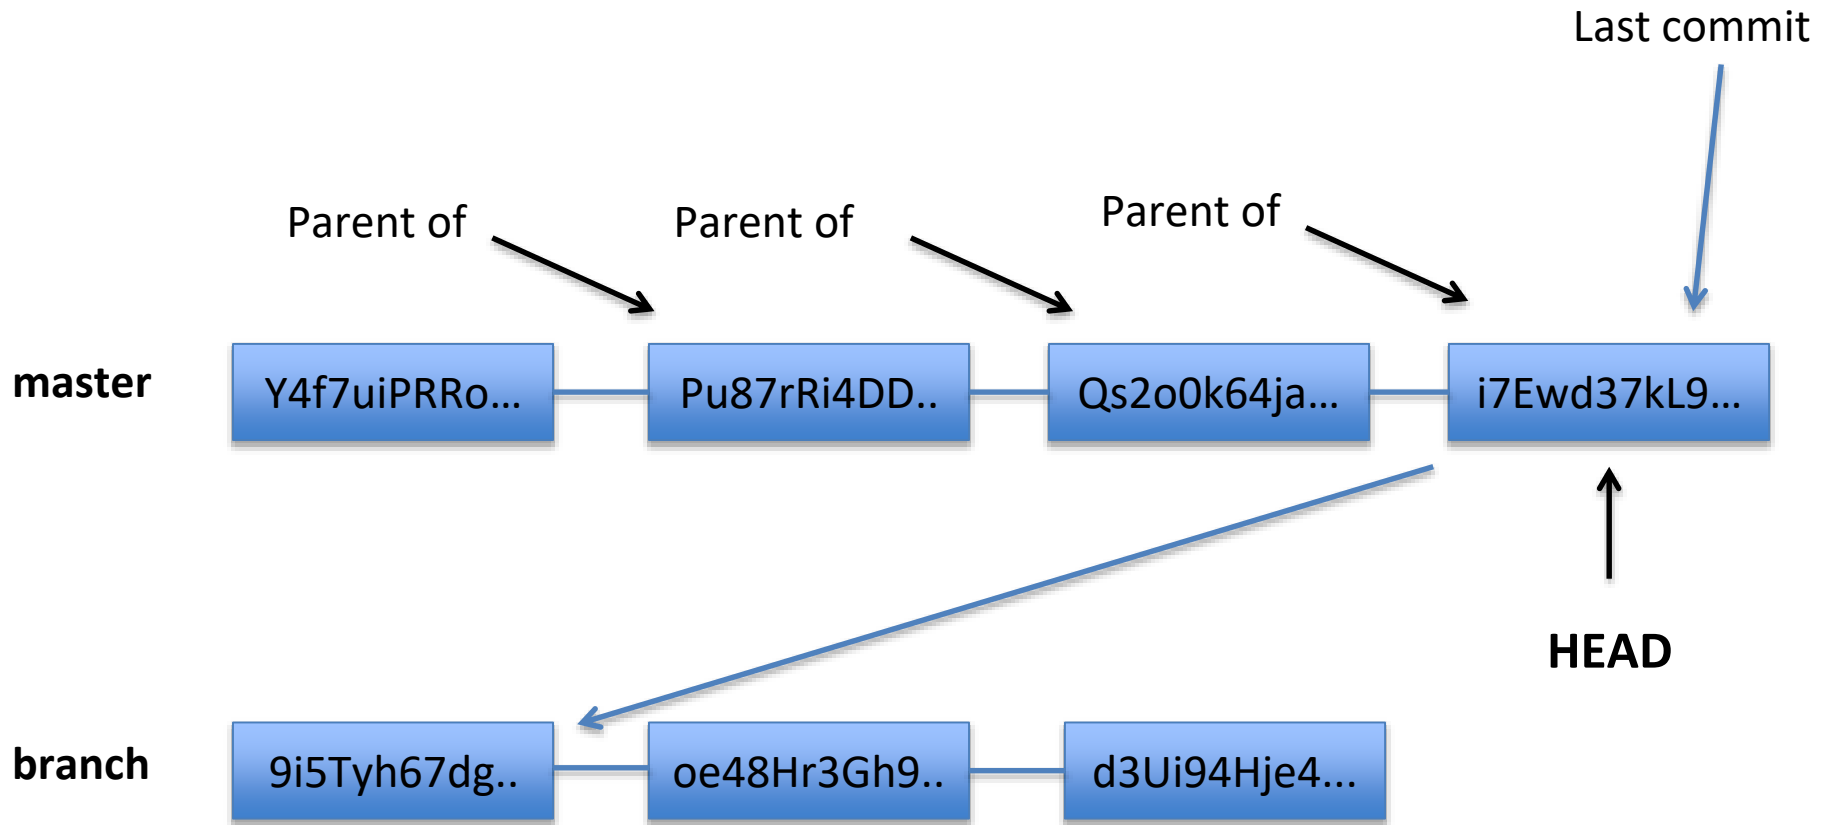 Last commit
Parent of
Parent of
Parent of
master
Y4f7uiPRRo...
Pu87rRi4DD..
Qs2o0k64ja...
i7Ewd37kL9...
HEAD
branch
9i5Tyh67dg..
oe48Hr3Gh9..
d3Ui94Hje4...